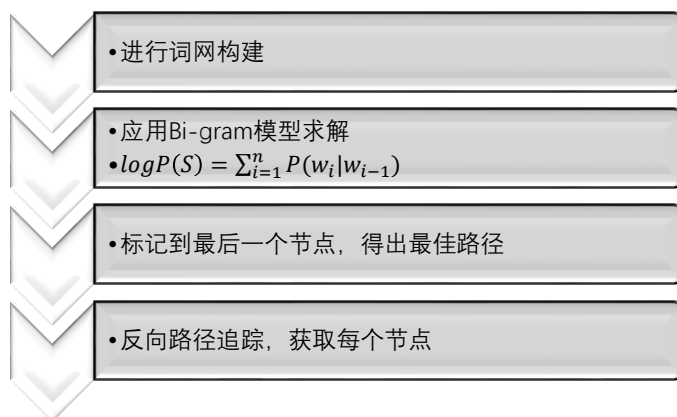 •进行词网构建
•应用Bi-gram模型求解
•logP(S) = ∑ⁿᵢ₌₁ P(wᵢ|wᵢ₋₁)
•标记到最后一个节点，得出最佳路径
•反向路径追踪，获取每个节点